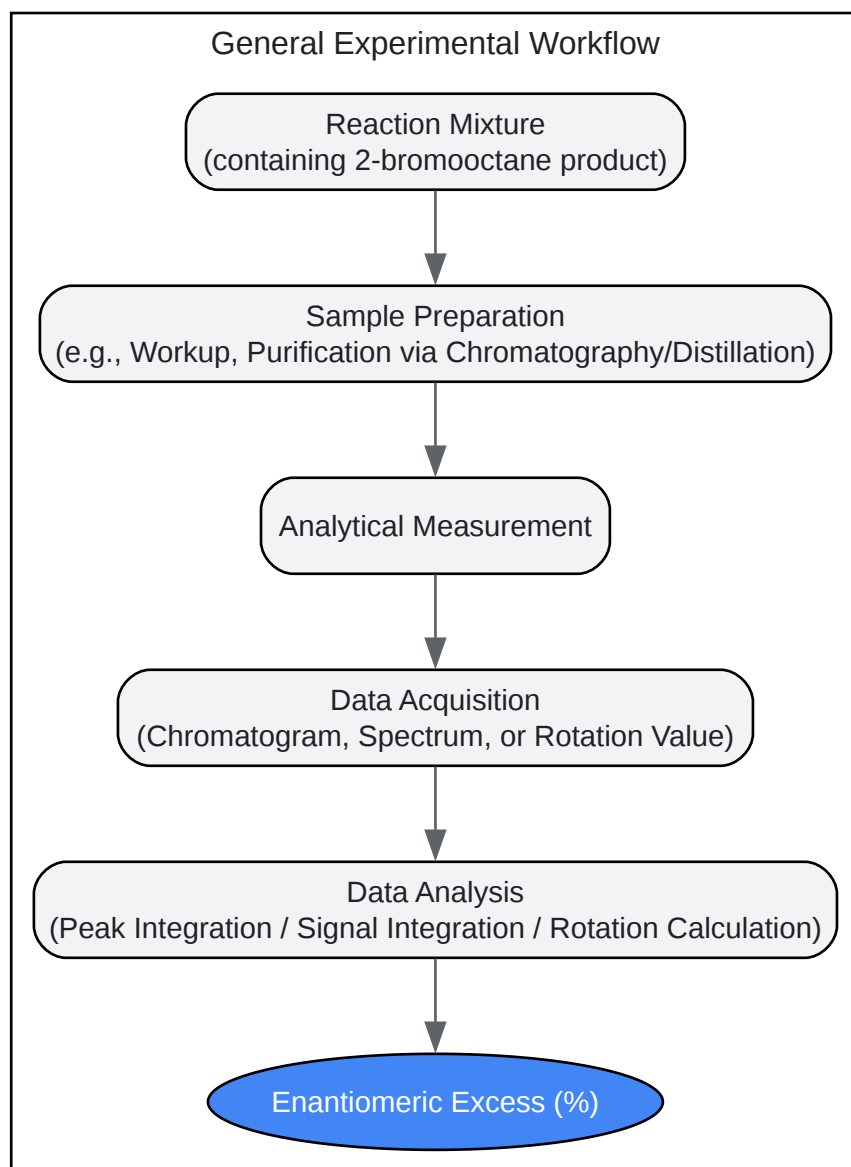 General Experimental Workflow
Reaction Mixture
(containing 2-bromooctane product)
Sample Preparation
(e.g., Workup, Purification via Chromatography/Distillation)
Analytical Measurement
Data Acquisition
(Chromatogram, Spectrum, or Rotation Value)
Data Analysis
(Peak Integration / Signal Integration / Rotation Calculation)
Enantiomeric Excess (%)